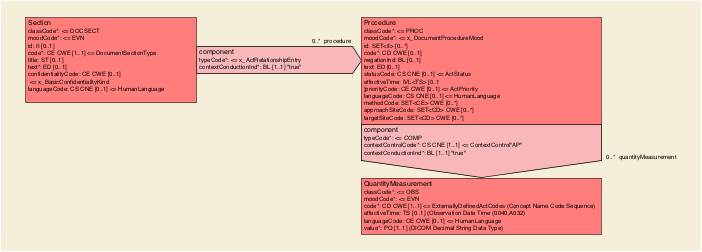 Section
classCode*: <= DOCSECT
moodCode*: <= EVN
id: II [0..1]
code*: CE CWE [1..1] <= DocumentSectionType
title: ST [0..1]
text*: ED [0..1]
confidentialityCode: CE CWE [0..1]
<= x_BasicConfidentialityKind
languageCode: CS CNE [0..1] <= HumanLanguage
0..* procedure
component
typeCode*: <= x_ActRelationshipEntry
contextConductionInd*: BL [1..1] "true"
Procedure
classCode*: <= PROC
moodCode*: <= x_DocumentProcedureMood
id: SET<II> [0..*]
code*: CD CWE [0..1]
negationInd: BL [0..1]
text: ED [0..1]
statusCode: CS CNE [0..1] <= ActStatus
effectiveTime: IVL<TS> [0..1
]priorityCode: CE CWE [0..1] <= ActPriority
languageCode: CS CNE [0..1] <= HumanLanguage
methodCode: SET<CE> CWE [0..*]
approachSiteCode: SET<CD> CWE [0..*]
targetSiteCode: SET<CD> CWE [0..*]
component
typeCode*: <= COMP
contextControlCode*: CS CNE [1..1] <= ContextControl"AP"
contextConductionInd*: BL [1..1] "true"
0..* quantityMeasurement
QuantityMeasurement
classCode*: <= OBS
moodCode*: <= EVN
code*: CD CWE [1..1] <= ExternallyDefinedActCodes (Concept Name Code Sequence)
effectiveTime: TS [0..1] (Observation Date Time (0040,A032)
languageCode: CE CWE [0..1] <= HumanLanguage
value*: PQ [1..1] (DICOM Decimal String Data Type)